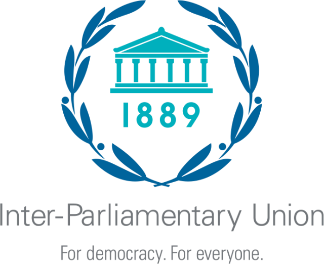 1889
Inter-Parliamentary Union
For democracy. For everyone.